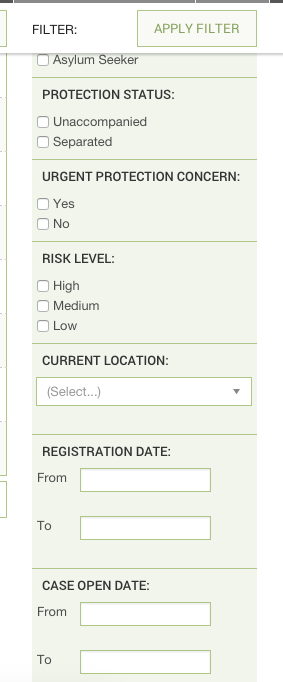 FILTER:
APPLY FILTER
Asylum Seeker
PROTECTION STATUS:
Unaccompanied
Separated
URGENT PROTECTION CONCERN:
Yes
No
RISK LEVEL:
High
Medium
Low
CURRENT LOCATION:
(Select...)
REGISTRATION DATE:
From
To
CASE OPEN DATE:
From
To